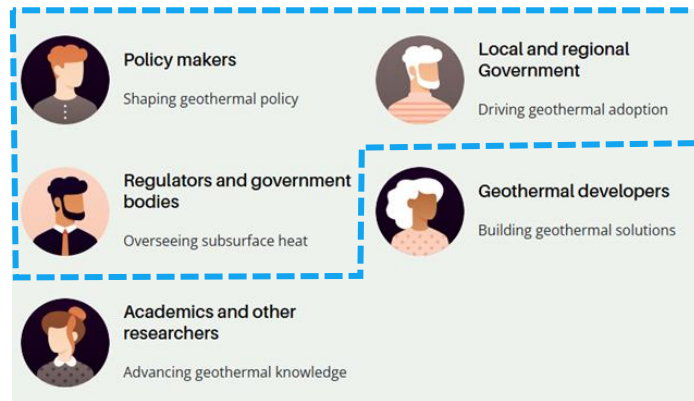 Policy makers
Shaping geothermal policy
Local and regional
Government
Driving geothermal adoption
Regulators and government
bodies
Overseeing subsurface heat
Geothermal developers
Building geothermal solutions
Academics and other
researchers
Advancing geothermal knowledge